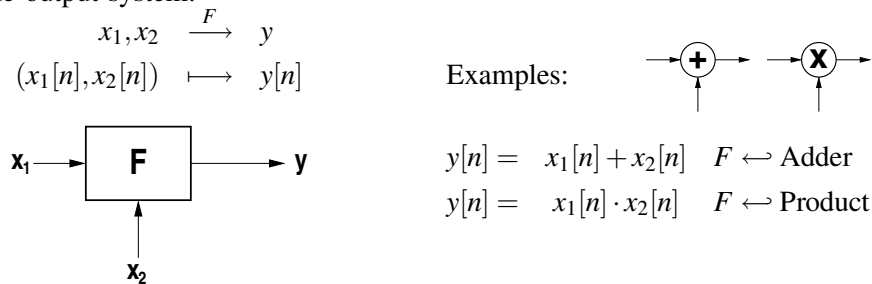 output system.
x₁, x₂ —F→ y
(x₁[n], x₂[n]) ⟼ y[n]
x₁ F y
x₂
Examples: + X
y[n] = x₁[n] + x₂[n] F ↩ Adder
y[n] = x₁[n] · x₂[n] F ↩ Product